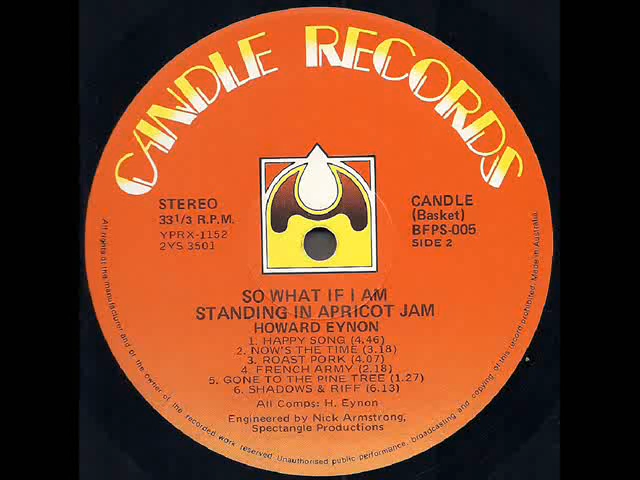 CANDLE RECORDS
STEREO
33 1/3 R.P.M.
YPRX-1152
2YS 3501
CANDLE
(Basket)
BFPS-005
SIDE 2
SO WHAT IF I AM
STANDING IN APRICOT JAM
HOWARD EYNON
1. HAPPY SONG (4.46)
2. NOW'S THE TIME (3.18)
3. ROAST PORK (4.07)
4. FRENCH ARMY (2.18)
5. GONE TO THE PINE TREE (1.27)
6. SHADOWS & RIFF (6.13)
All Comps: H. Eynon
Engineered by Nick Armstrong,
Spectangle Productions
All rights of the manufacturer and of the owner of the recorded work reserved. Unauthorised public performance, broadcasting and copying of this record prohibited. Made in Australia.